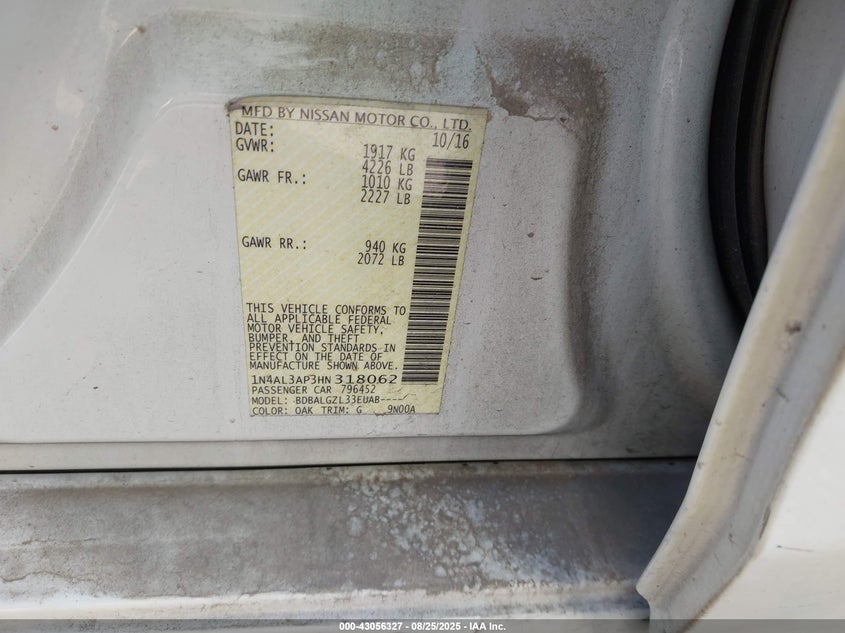 MFD BY NISSAN MOTOR CO., LTD.
DATE: 10/16
GVWR: 1917 KG
4226 LB
GAWR FR.: 1010 KG
2227 LB
GAWR RR.: 940 KG
2072 LB
THIS VEHICLE CONFORMS TO
ALL APPLICABLE FEDERAL
MOTOR VEHICLE SAFETY,
BUMPER, AND THEFT
PREVENTION STANDARDS IN
EFFECT ON THE DATE OF
MANUFACTURE SHOWN ABOVE.
1N4AL3AP3HN318062
PASSENGER CAR 796452
MODEL: BDBALGZL33EUAB----/
COLOR: QAK TRIM: G 9N00A
000-43056327 - 08/25/2025 - IAA Inc.